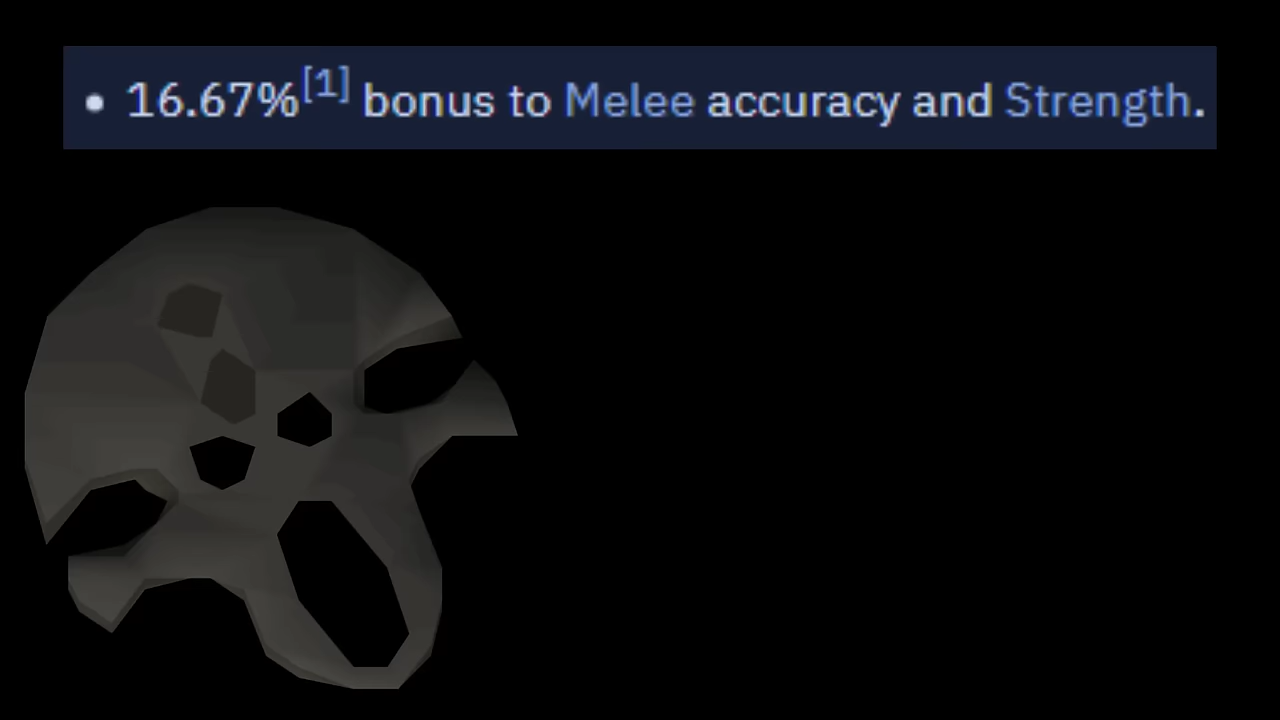 • 16.67%[1] bonus to Melee accuracy and Strength.